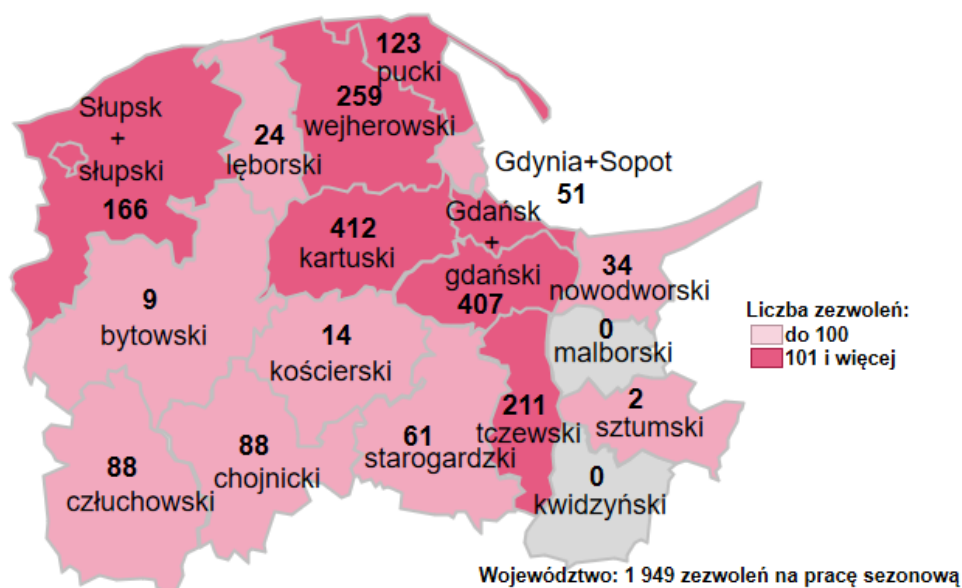 123
pucki
259
wejherowski
Słupsk
+
słupski
166
24
lęborski
Gdynia+Sopot
51
Gdańsk
+
gdański
407
412
kartuski
34
nowodworski
9
bytowski
14
kościerski
0
malborski
Liczba zezwoleń:
do 100
101 i więcej
2
sztumski
211
tczewski
61
starogardzki
88
chojnicki
88
człuchowski
0
kwidzyński
Województwo: 1 949 zezwoleń na pracę sezonową